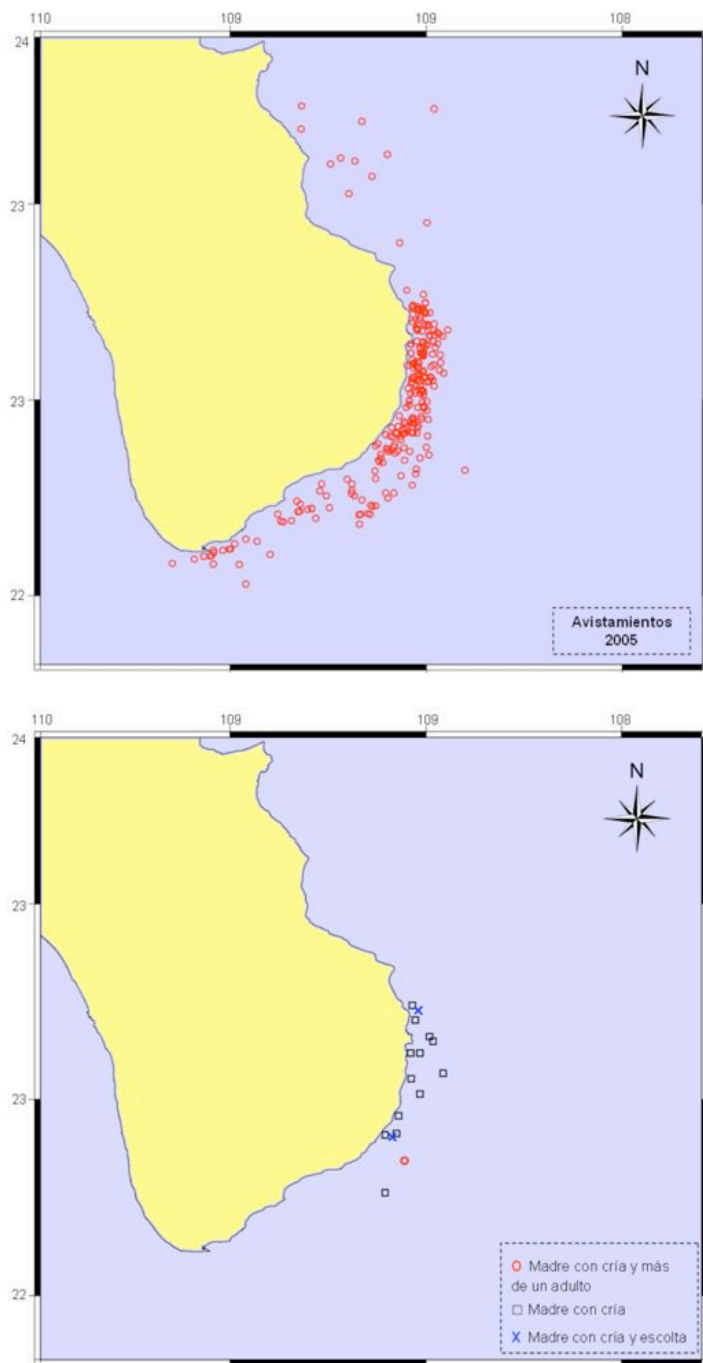 110 109 109 108
24
N
23
23
22
Avistamientos
2005
110 109 109 108
24
N
23
23
22
Madre con cría y más
de un adulto
Madre con cría
Madre con cría y escolta